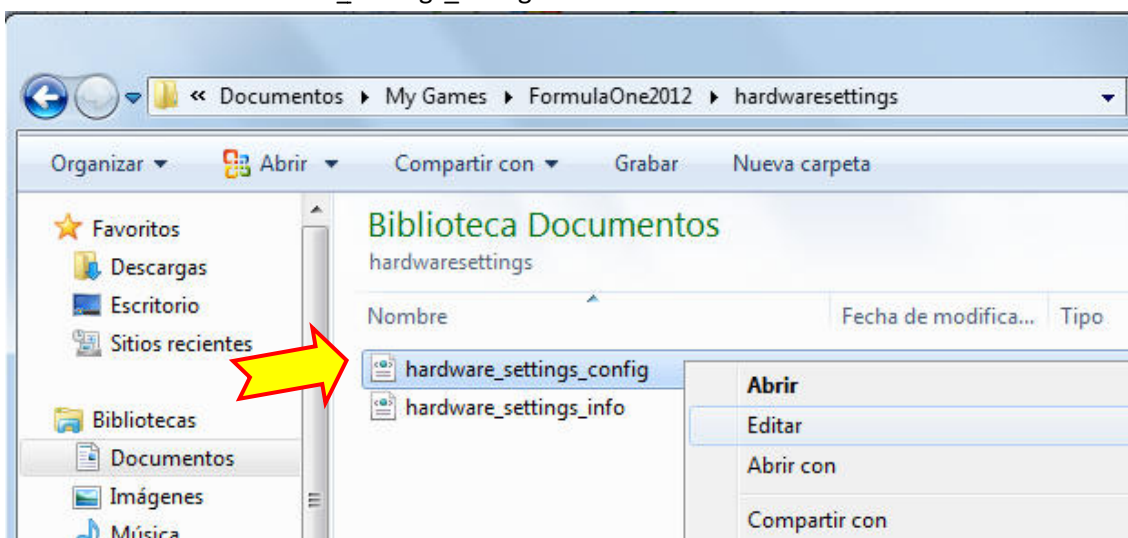 « Documentos ▸ My Games ▸ FormulaOne2012 ▸ hardwaresettings
Organizar Abrir Compartir con Grabar Nueva carpeta
Favoritos
Descargas
Escritorio
Sitios recientes
Bibliotecas
Documentos
Imágenes
Música
Biblioteca Documentos
hardwaresettings
Nombre Fecha de modifica... Tipo
hardware_settings_config
hardware_settings_info
Abrir
Editar
Abrir con
Compartir con